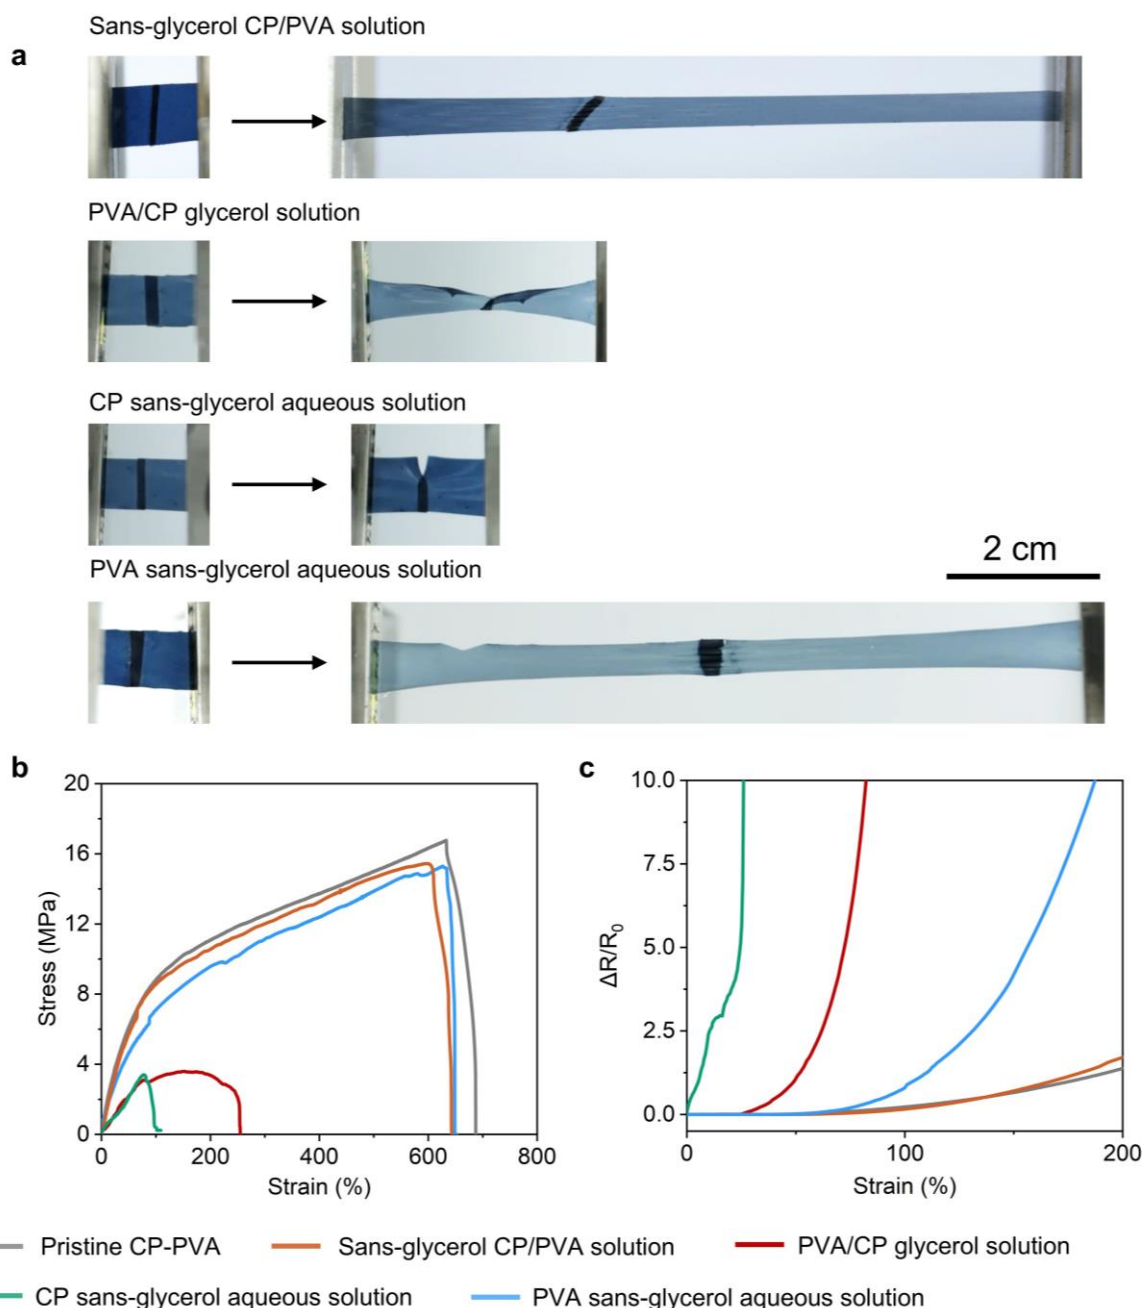 Sans-glycerol CP/PVA solution
a
PVA/CP glycerol solution
CP sans-glycerol aqueous solution
2 cm
PVA sans-glycerol aqueous solution
b
20
16
12
8
4
0
Stress (MPa)
0 200 400 600 800
Strain (%)
c
10.0
7.5
5.0
2.5
0.0
ΔR/R₀
0 100 200
Strain (%)
Pristine CP-PVA Sans-glycerol CP/PVA solution PVA/CP glycerol solution
CP sans-glycerol aqueous solution PVA sans-glycerol aqueous solution